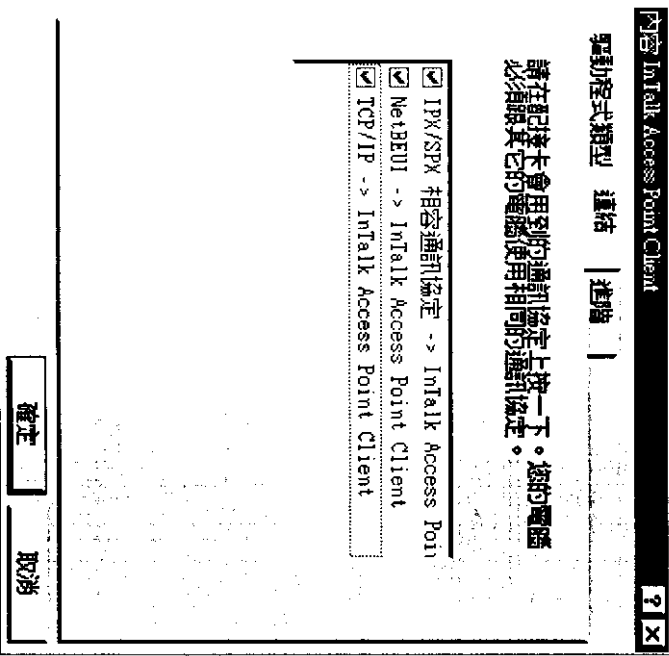 內容 InTalk Access Point Client
驅動程式類型 連結 進階
請在配接卡會用到的通訊協定上按一下。您的電腦
必須跟其它的電腦使用相同的通訊協定。
IPX/SPX 相容通訊協定 -> InTalk Access Poin
NetBEUI -> InTalk Access Point Client
TCP/IP -> InTalk Access Point Client
確定 取消